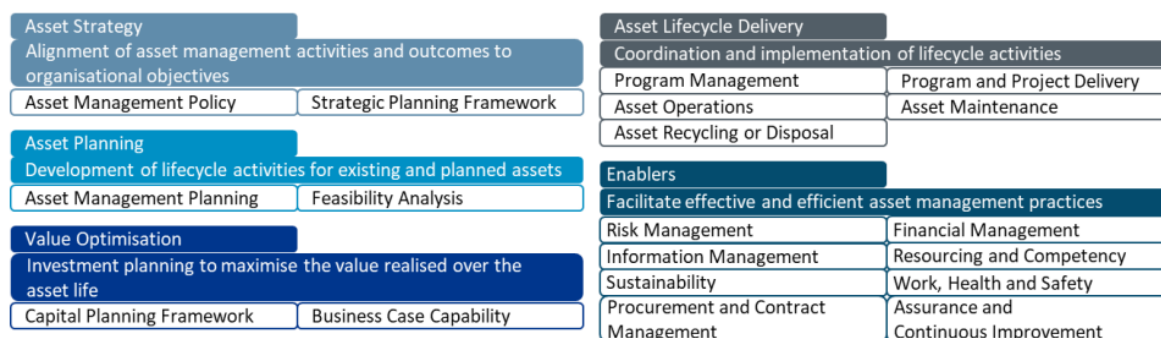 Asset Strategy
Alignment of asset management activities and outcomes to
organisational objectives
Asset Management Policy
Strategic Planning Framework
Asset Planning
Development of lifecycle activities for existing and planned assets
Asset Management Planning
Feasibility Analysis
Value Optimisation
Investment planning to maximise the value realised over the
asset life
Capital Planning Framework
Business Case Capability
Asset Lifecycle Delivery
Coordination and implementation of lifecycle activities
Program Management
Program and Project Delivery
Asset Operations
Asset Maintenance
Asset Recycling or Disposal
Enablers
Facilitate effective and efficient asset management practices
Risk Management
Financial Management
Information Management
Resourcing and Competency
Sustainability
Work, Health and Safety
Procurement and Contract
Management
Assurance and
Continuous Improvement